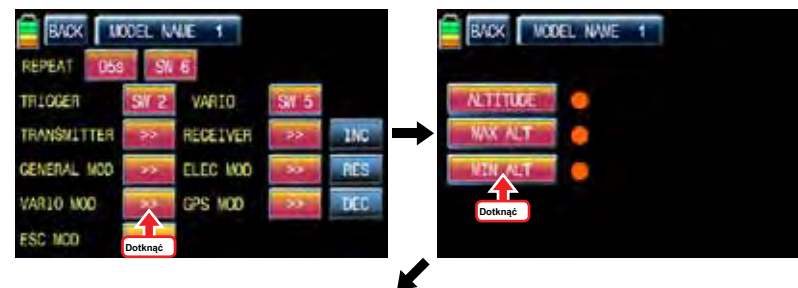 BACK MODEL NAME 1
REPEAT 05s SW 6
TRIGGER SW 2 VARIO SW 5
TRANSMITTER >> RECEIVER >> INC
GENERAL MOD >> ELEC MOD >> RES
VARIO MOD >> GPS MOD >> DEC
ESC MOD
Dotknąć
BACK MODEL NAME 1
ALTITUDE
MAX ALT
MIN ALT
Dotknąć